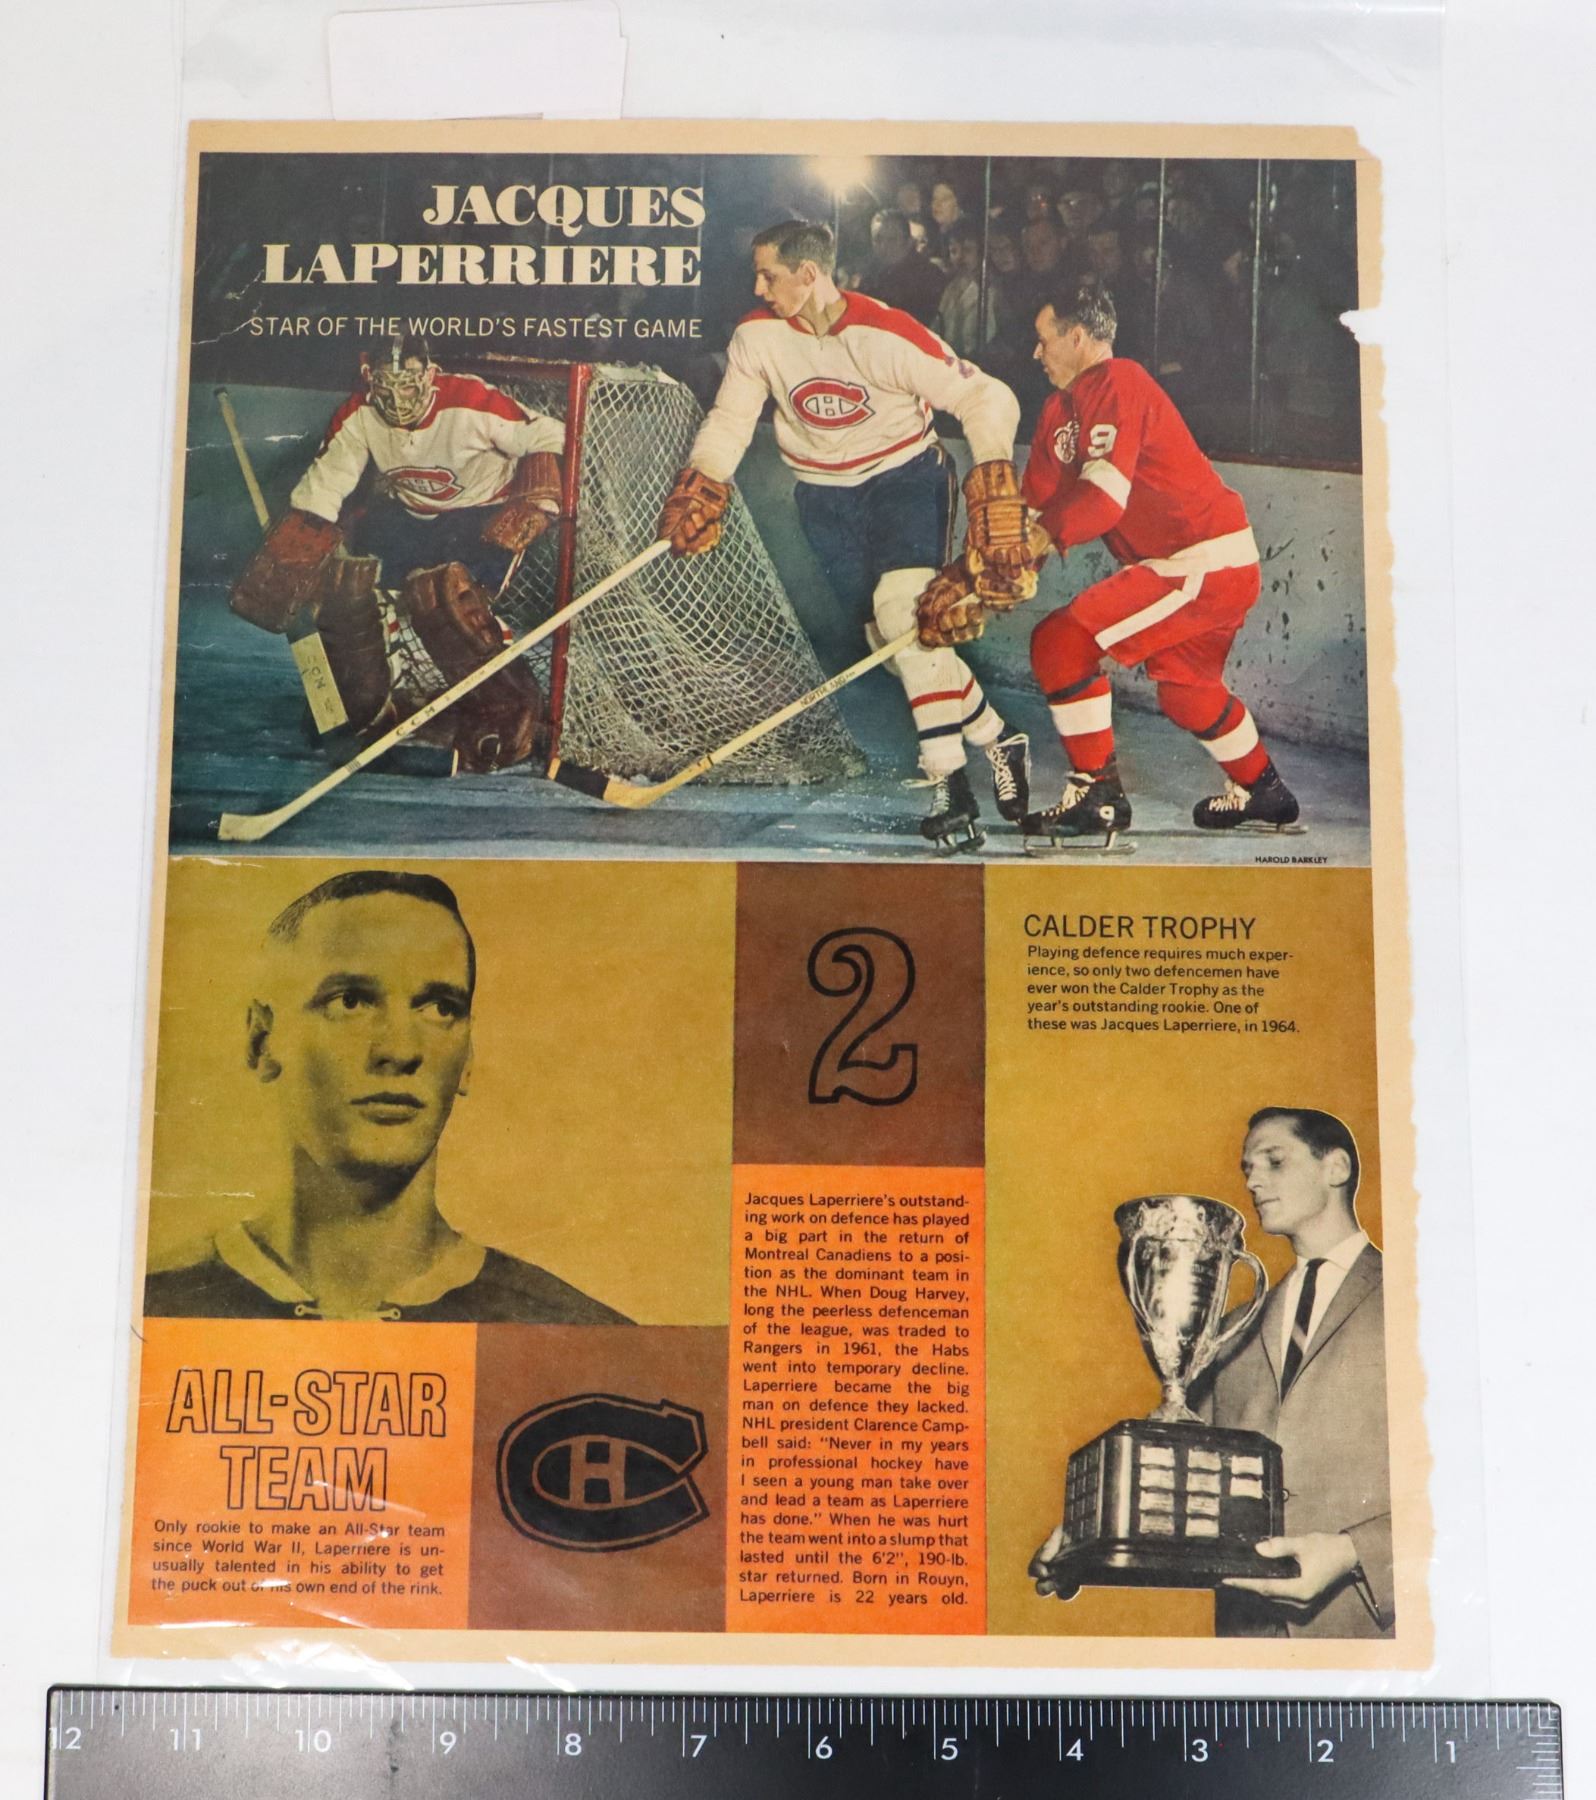 JACQUES
LAPERRIERE
STAR OF THE WORLD'S FASTEST GAME
9
CCM
NORTHLAND
9
HAROLD BARKLEY
2
CALDER TROPHY
Playing defence requires much exper-
ience, so only two defencemen have
ever won the Calder Trophy as the
year's outstanding rookie. One of
these was Jacques Laperriere, in 1964.
Jacques Laperriere's outstand-
ing work on defence has played
a big part in the return of
Montreal Canadiens to a posi-
tion as the dominant team in
the NHL. When Doug Harvey,
long the peerless defenceman
of the league, was traded to
Rangers in 1961, the Habs
went into temporary decline.
Laperriere became the big
man on defence they lacked.
NHL president Clarence Camp-
bell said: "Never in my years
in professional hockey have
I seen a young man take over
and lead a team as Laperriere
has done." When he was hurt
the team went into a slump that
lasted until the 6'2", 190-lb.
star returned. Born in Rouyn,
Laperriere is 22 years old.
ALL-STAR
TEAM
Only rookie to make an All-Star team
since World War II, Laperriere is un-
usually talented in his ability to get
the puck out of his own end of the rink.
CH
12 11 10 9 8 7 6 5 4 3 2 1